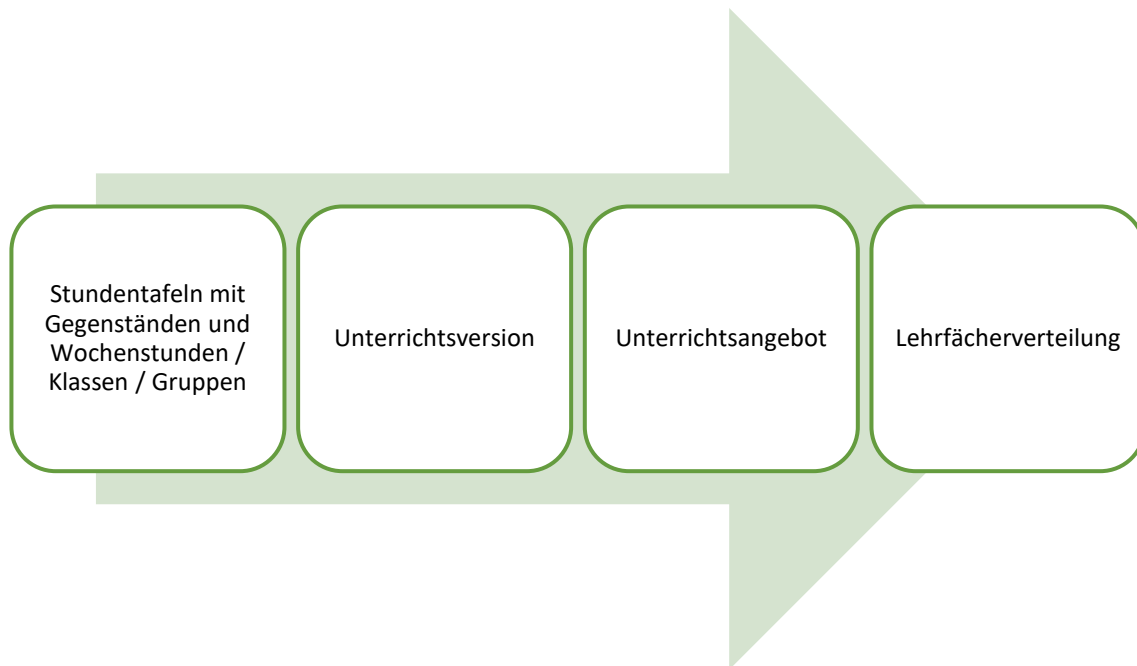 Stundentafeln mit
Gegenständen und
Wochenstunden /
Klassen / Gruppen
Unterrichtsversion
Unterrichtsangebot
Lehrfächerverteilung